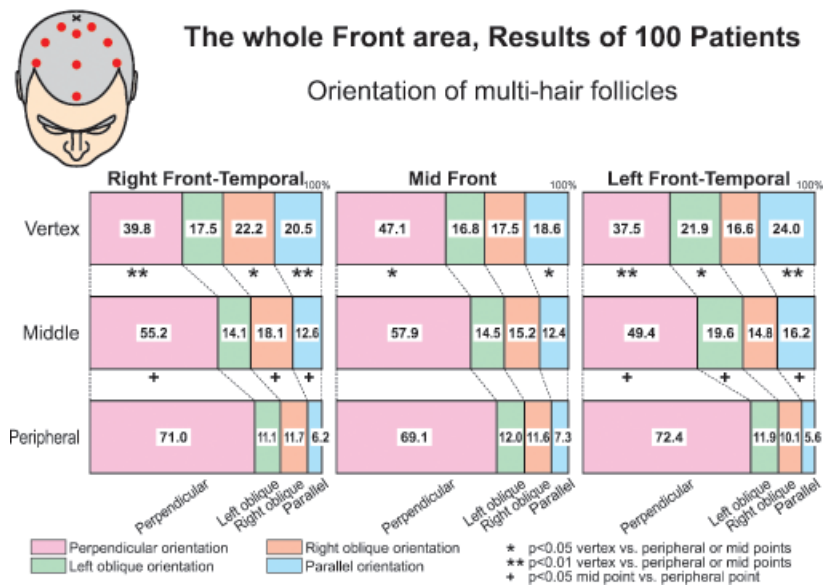 The whole Front area, Results of 100 Patients
Orientation of multi-hair follicles
Right Front-Temporal 100% Mid Front 100% Left Front-Temporal 100%
Vertex 39.8 17.5 22.2 20.5 47.1 16.8 17.5 18.6 37.5 21.9 16.6 24.0
** * ** * * ** * **
Middle 55.2 14.1 18.1 12.6 57.9 14.5 15.2 12.4 49.4 19.6 14.8 16.2
+ + + + + +
Peripheral 71.0 11.1 11.7 6.2 69.1 12.0 11.6 7.3 72.4 11.9 10.1 5.6
Perpendicular Left oblique Right oblique Parallel Perpendicular Left oblique Right oblique Parallel Perpendicular Left oblique Right oblique Parallel
Perpendicular orientation Right oblique orientation * p<0.05 vertex vs. peripheral or mid points
Left oblique orientation Parallel orientation ** p<0.01 vertex vs. peripheral or mid points
+ p<0.05 mid point vs peripheral point